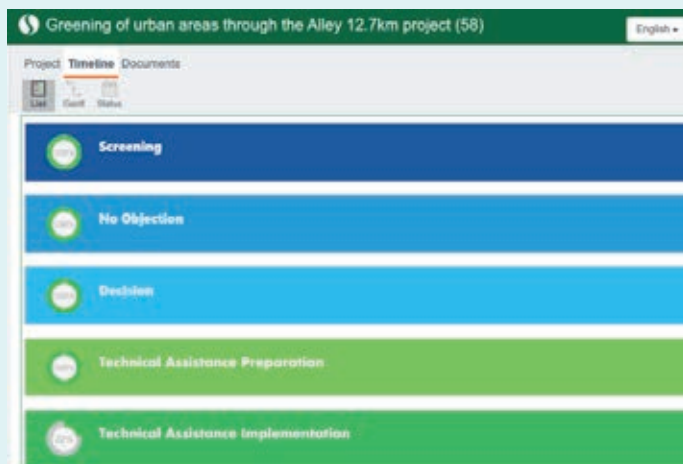 Greening of urban areas through the Alley 12.7km project (58)
English
Project Timeline Documents
List Gantt Status
Screening
No Objection
Decision
Technical Assistance Preparation
Technical Assistance Implementation